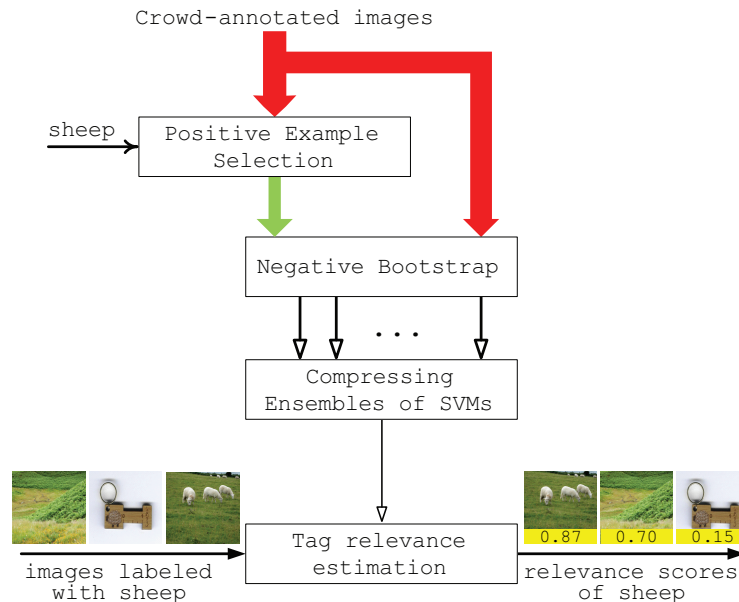 Crowd-annotated images
sheep
Positive Example
Selection
Negative Bootstrap
...
Compressing
Ensembles of SVMs
0.87 0.70 0.15
Tag relevance
estimation
images labeled
with sheep
relevance scores
of sheep